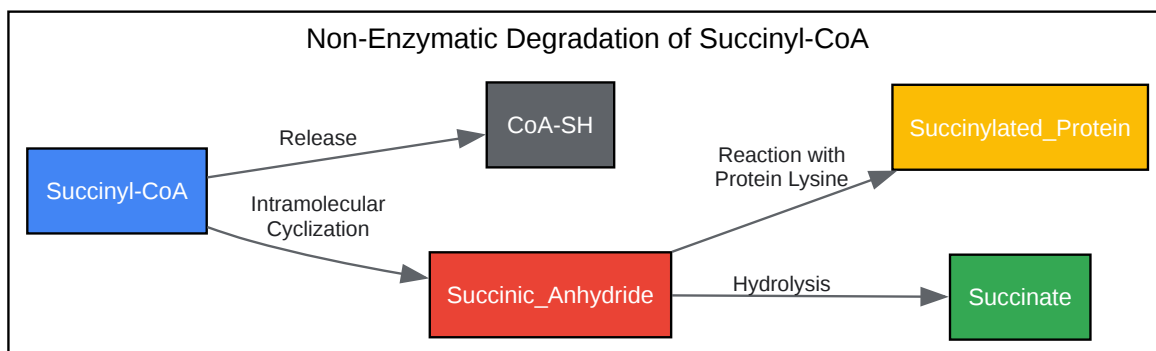 Non-Enzymatic Degradation of Succinyl-CoA
Succinyl-CoA
Release
CoA-SH
Intramolecular
Cyclization
Succinic_Anhydride
Reaction with
Protein Lysine
Succinylated_Protein
Hydrolysis
Succinate